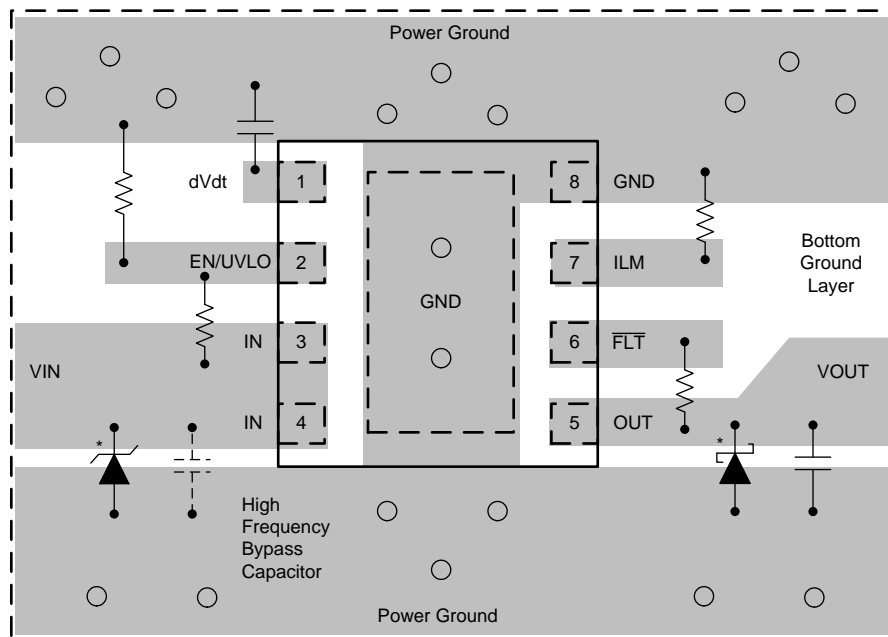 Power Ground
dVdt
1
8
GND
EN/UVLO
2
7
ILM
Bottom
Ground
Layer
GND
IN
3
6
FLT
VIN
VOUT
IN
4
5
OUT
*
*
High
Frequency
Bypass
Capacitor
Power Ground